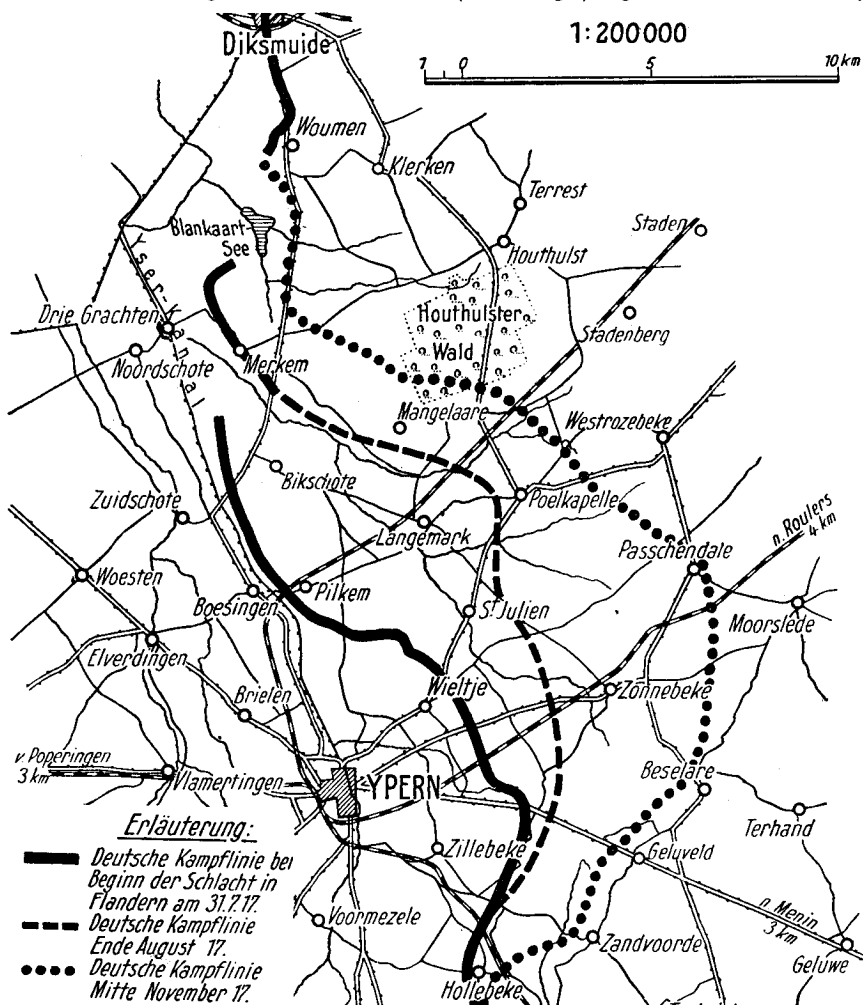 Diksmuide
1:200000
1 0 5 10 km
Woumen
Klerken
Terrest
Blankaart-
See
Staden
Houthulst
Yser-Kanal
Drie Grachten
Houthulster
Wald
Stadenberg
Noordschote
Merkem
Mangelaare
Westrozebeke
Bikschote
Zuidschote
Poelkapelle
Langemark
n. Roulers
4 km
Passchendale
Woesten
Pilkem
Boesingen
St Julien
Moorslede
Elverdingen
Wieltje
Zonnebeke
Brielen
v. Poperingen
3 km
Vlamertingen
YPERN
Beselare
Terhand
Erläuterung:
Zillebeke
Geluveld
Deutsche Kampflinie bei
Beginn der Schlacht in
Flandern am 31.7.17.
Voormezele
n. Menin
3 km
Deutsche Kampflinie
Ende August 17.
Zandvoorde
Geluwe
Deutsche Kampflinie
Mitte November 17.
Hollebeke